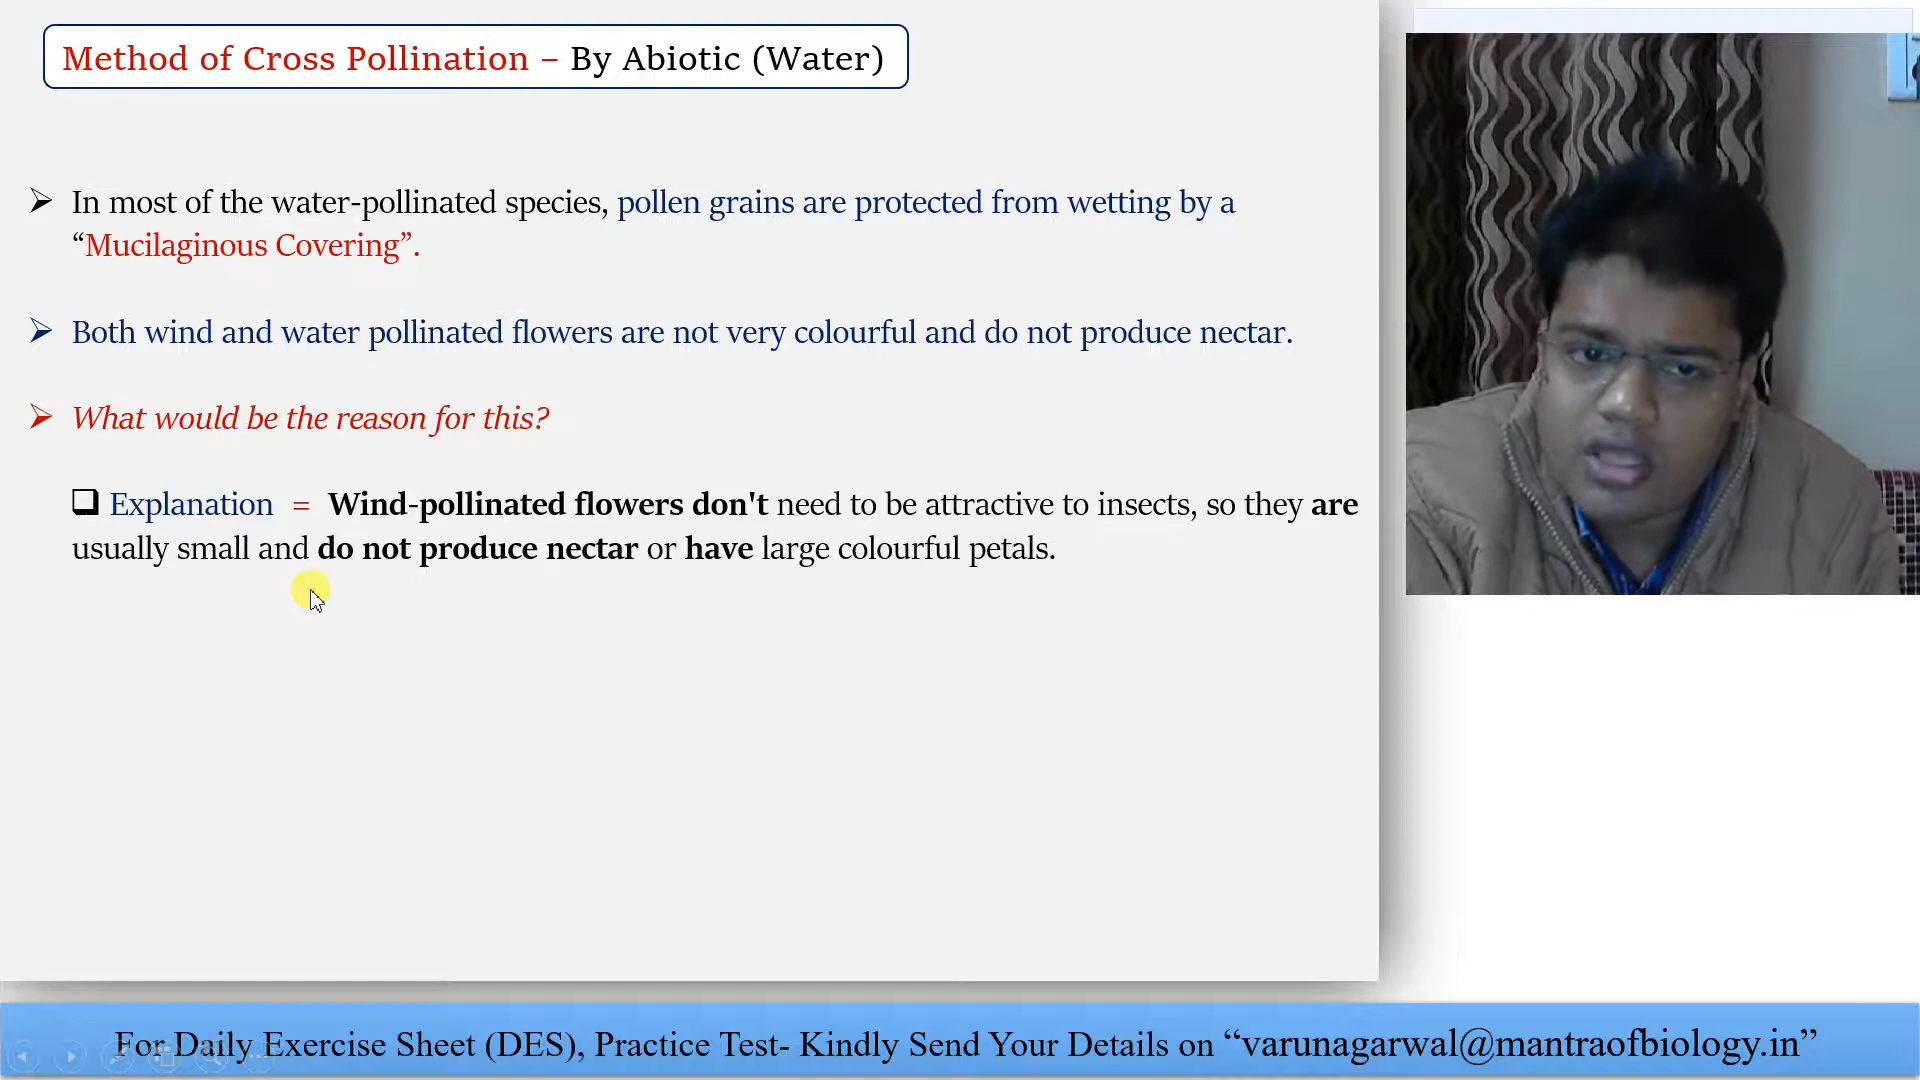 Method of Cross Pollination – By Abiotic (Water)
In most of the water-pollinated species, pollen grains are protected from wetting by a
“Mucilaginous Covering”.
Both wind and water pollinated flowers are not very colourful and do not produce nectar.
What would be the reason for this?
Explanation = Wind-pollinated flowers don't need to be attractive to insects, so they are
usually small and do not produce nectar or have large colourful petals.
For Daily Exercise Sheet (DES), Practice Test- Kindly Send Your Details on “varunagarwal@mantraofbiology.in”